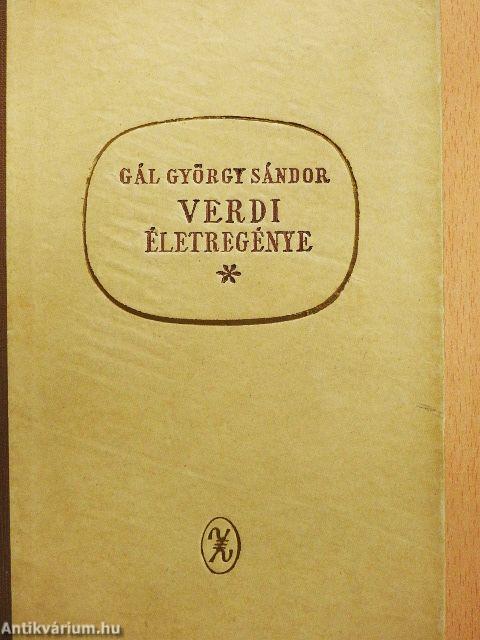 GÁL GYÖRGY SÁNDOR
VERDI
ÉLETREGÉNYE
Antikvárium.hu